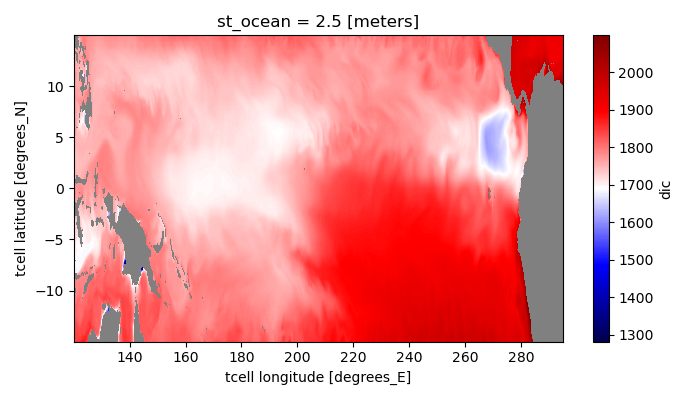 st_ocean = 2.5 [meters]
10
5
0
−5
−10
tcell latitude [degrees_N]
140 160 180 200 220 240 260 280
tcell longitude [degrees_E]
2000
1900
1800
1700
1600
1500
1400
1300
dic